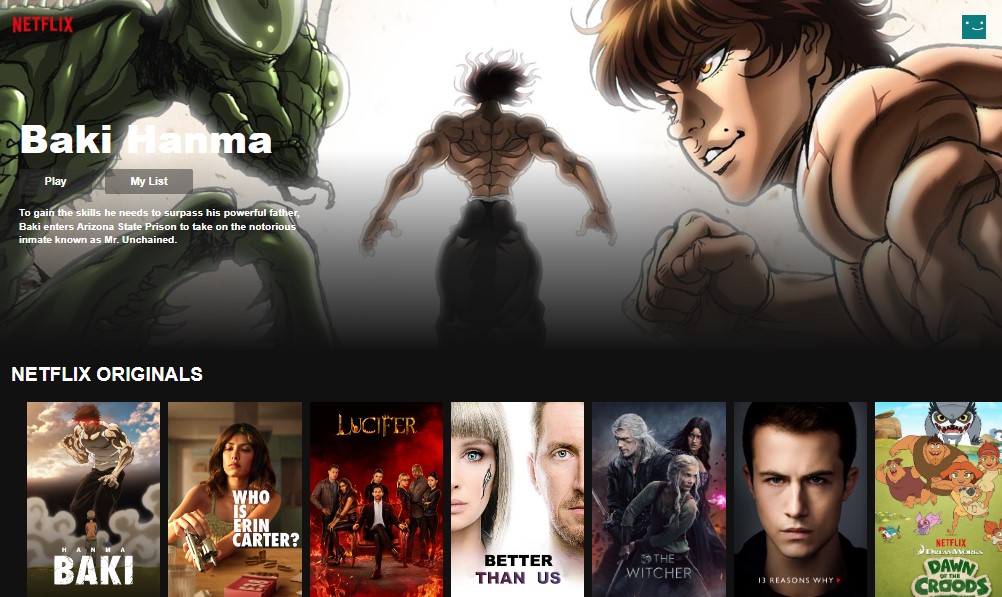 NETFLIX
Baki Hanma
Play
My List
To gain the skills he needs to surpass his powerful father,
Baki enters Arizona State Prison to take on the notorious
inmate known as Mr. Unchained.
NETFLIX ORIGINALS
HANMA
BAKI
WHO
IS
ERIN
CARTER?
LUCIFER
BETTER
THAN US
THE
WITCHER
13 REASONS WHY
NETFLIX
DREAMWORKS
DAWN
OF THE
CROODS